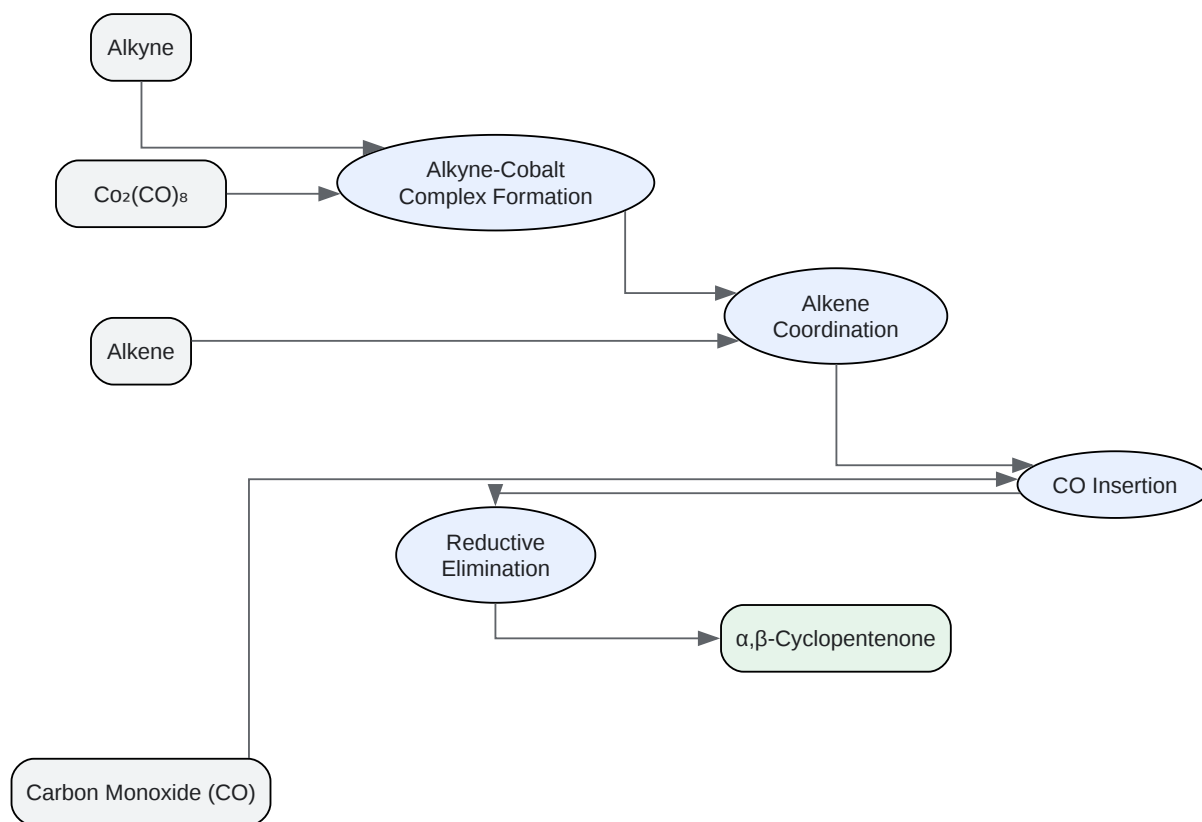 Alkyne
Alkyne-Cobalt
Complex Formation
Co₂(CO)₈
Alkene
Coordination
Alkene
CO Insertion
Reductive
Elimination
α,β-Cyclopentenone
Carbon Monoxide (CO)